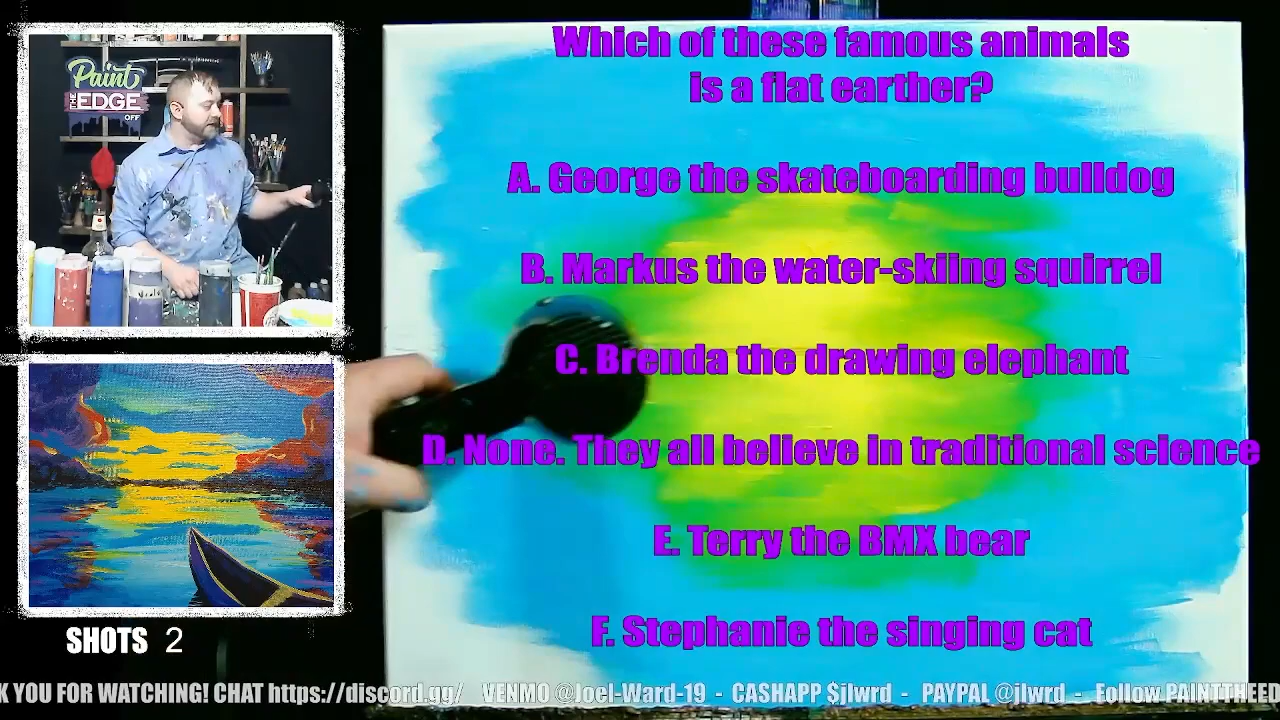 Paint
THE EDGE
OFF
Which of these famous animals
is a flat earther?
A. George the skateboarding bulldog
B. Markus the water-skiing squirrel
C. Brenda the drawing elephant
D. None. They all believe in traditional science
E. Terry the BMX bear
F. Stephanie the singing cat
SHOTS 2
K YOU FOR WATCHING! CHAT https://discord.gg/ VENMO @Joel-Ward-19 - CASHAPP $jlwrd - PAYPAL @jlwrd - Follow PAINTTHEED